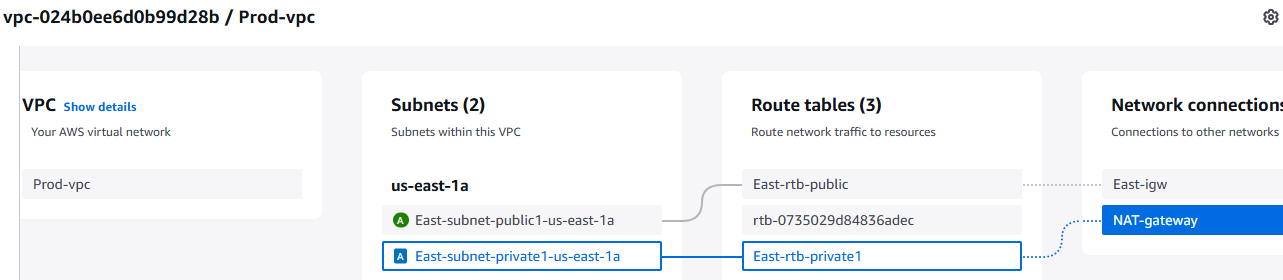 vpc-024b0ee6d0b99d28b / Prod-vpc
VPC Show details
Your AWS virtual network
Prod-vpc
Subnets (2)
Subnets within this VPC
us-east-1a
A East-subnet-public1-us-east-1a
A East-subnet-private1-us-east-1a
Route tables (3)
Route network traffic to resources
East-rtb-public
rtb-0735029d84836adec
East-rtb-private1
Network connections
Connections to other networks
East-igw
NAT-gateway